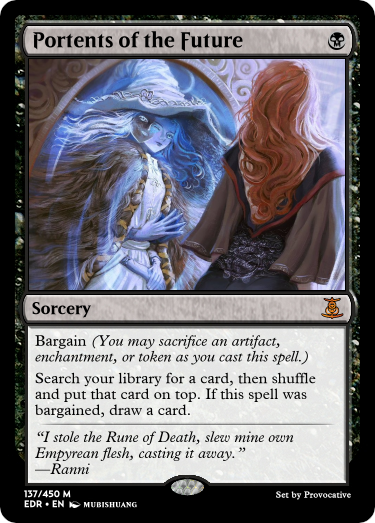 Portents of the Future
Sorcery
Bargain (You may sacrifice an artifact,
enchantment, or token as you cast this spell.)
Search your library for a card, then shuffle
and put that card on top. If this spell was
bargained, draw a card.
“I stole the Rune of Death, slew mine own
Empyrean flesh, casting it away.”
—Ranni
137/450 M
EDR • EN MUBISHUANG
Set by Provocative